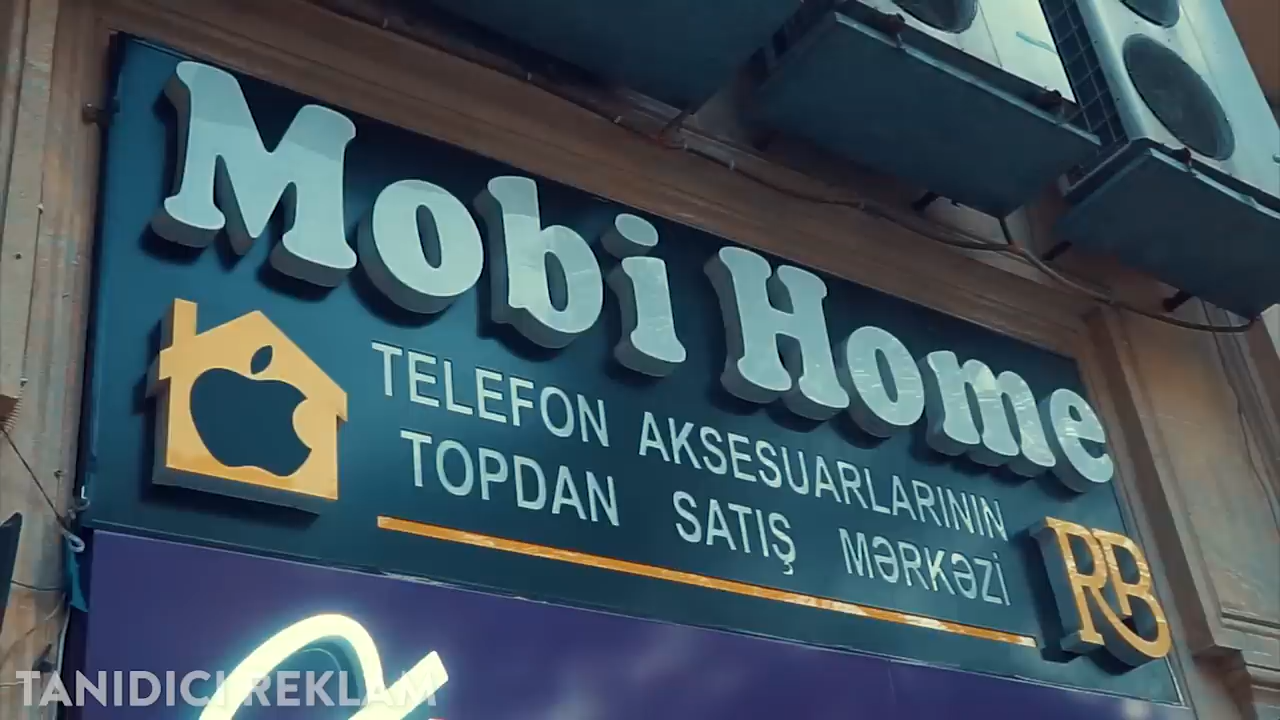 Mobi Home
TELEFON AKSESUARLARININ
TOPDAN SATIŞ MƏRKƏZİ
RB
TANIDICI REKLAM